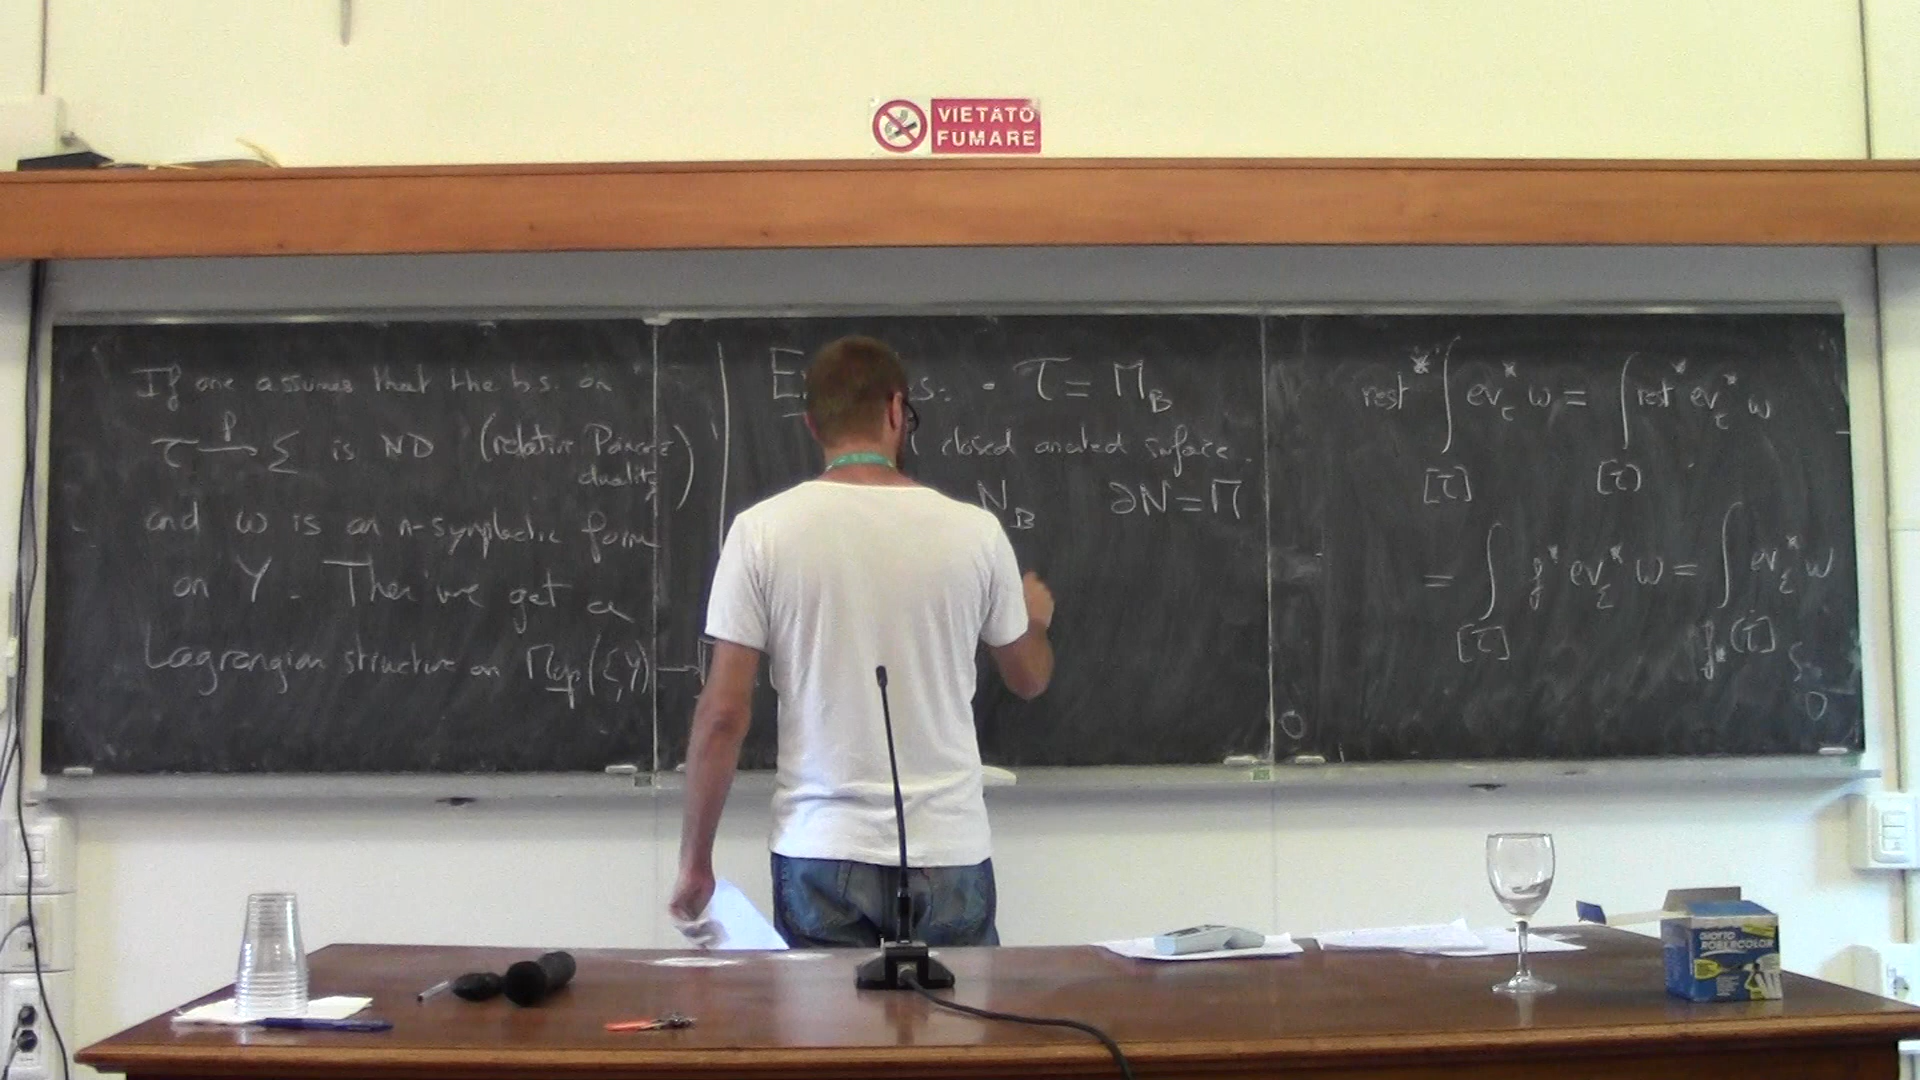 VIETATO
FUMARE
If one assumes that the b.s. on
τ —f→ Σ is ND (relative Poincaré
duality)
and ω is an n-symplectic form
on Y. Then we get a
Lagrangian structure on Map(Σ,Y) →
s: • τ = M_B
closed oriented surface.
N_B ∂N = M
rest* ∫_[τ] ev_τ* ω = ∫_[τ] rest* ev_τ* ω
= ∫_[τ] f* ev_Σ* ω = ∫_f*[τ] ev_Σ* ω
0
GIOTTO
ROBERCOLOR